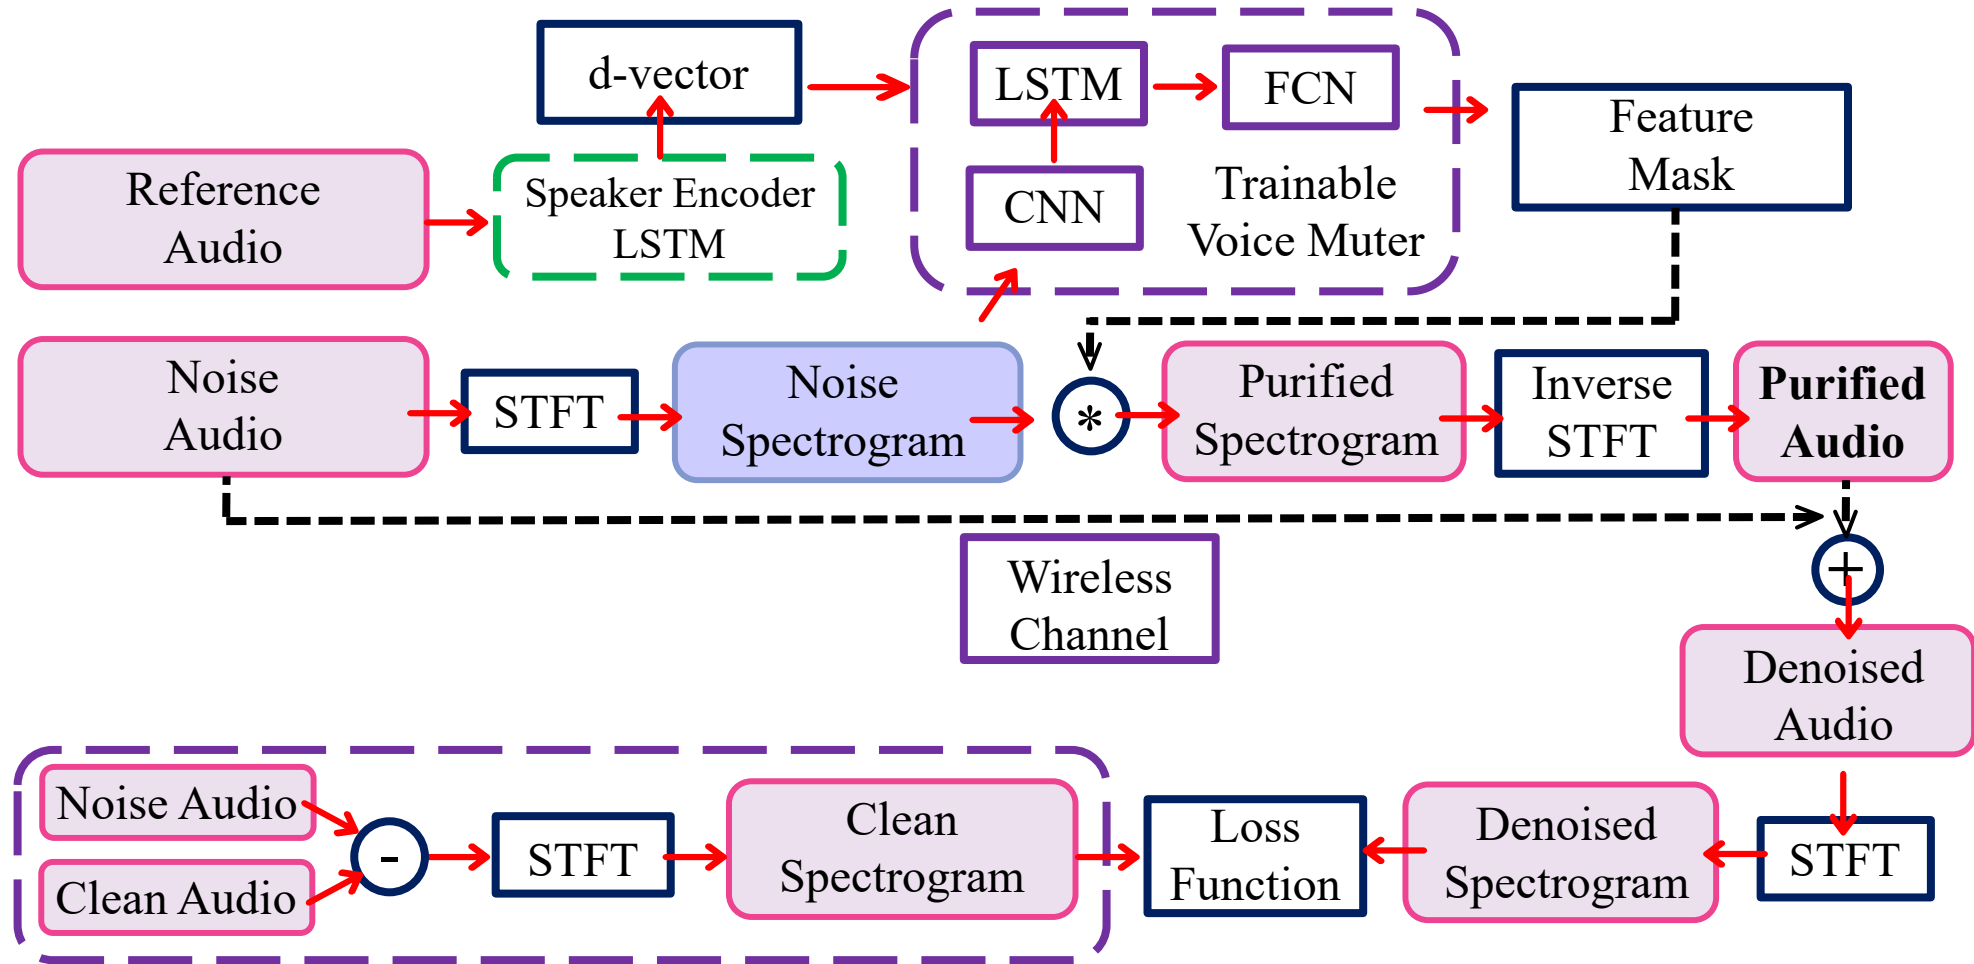 d-vector
LSTM
FCN
Feature
Mask
Reference
Audio
Speaker Encoder
LSTM
CNN
Trainable
Voice Muter
Noise
Audio
STFT
Noise
Spectrogram
*
Purified
Spectrogram
Inverse
STFT
Purified
Audio
Wireless
Channel
+
Denoised
Audio
Noise Audio
Clean Audio
-
STFT
Clean
Spectrogram
Loss
Function
Denoised
Spectrogram
STFT